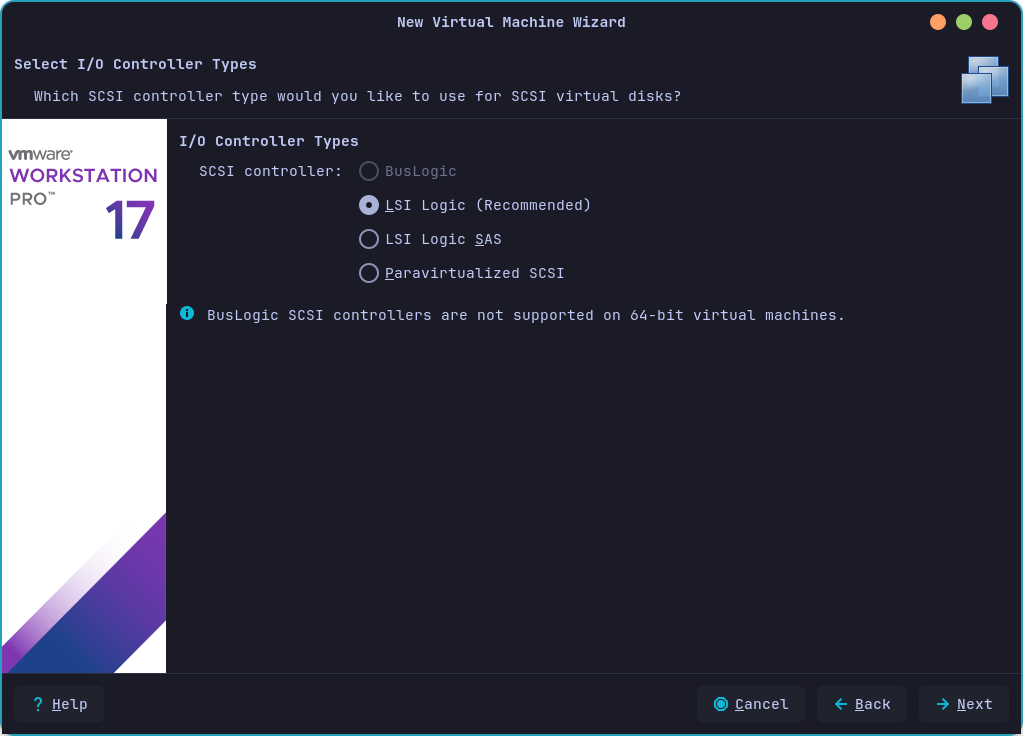 New Virtual Machine Wizard
Select I/O Controller Types
Which SCSI controller type would you like to use for SCSI virtual disks?
vmware®
WORKSTATION
PRO™
17
I/O Controller Types
SCSI controller: BusLogic
LSI Logic (Recommended)
LSI Logic SAS
Paravirtualized SCSI
BusLogic SCSI controllers are not supported on 64-bit virtual machines.
? Help Cancel Back Next